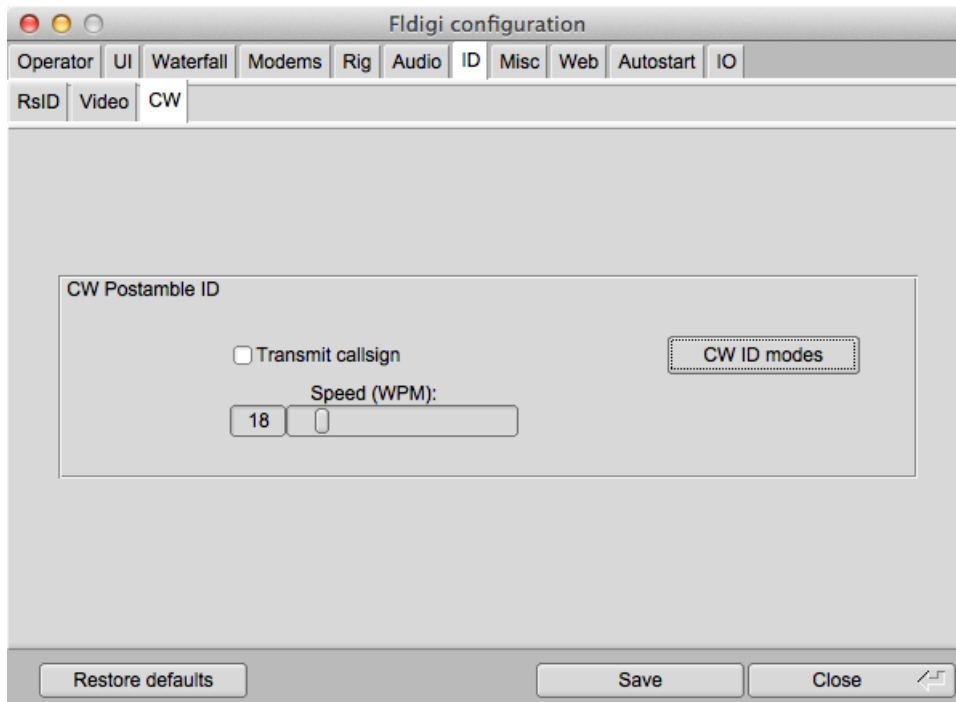 Fldigi configuration
Operator UI Waterfall Modems Rig Audio ID Misc Web Autostart IO
RsID Video CW
CW Postamble ID
Transmit callsign CW ID modes
Speed (WPM):
18
Restore defaults Save Close